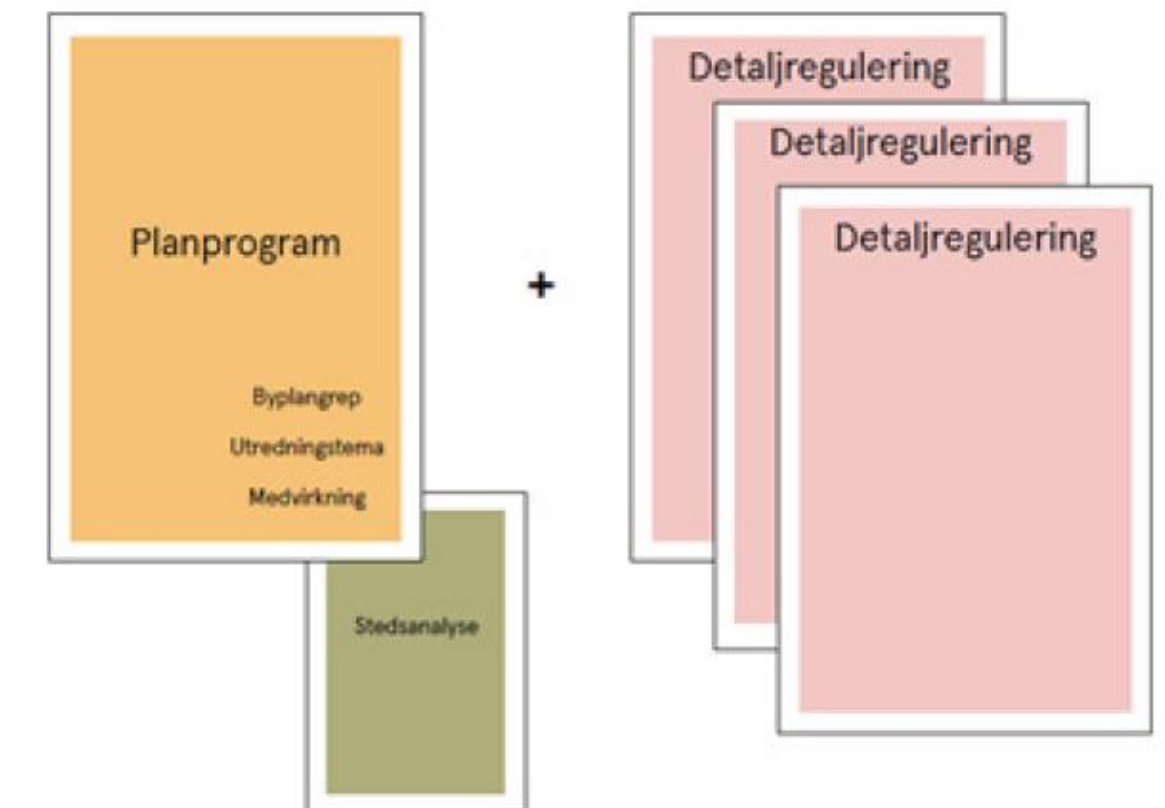 Planprogram
Byplangrep
Utredningstema
Medvirkning
Stedsanalyse
+
Detaljregulering
Detaljregulering
Detaljregulering